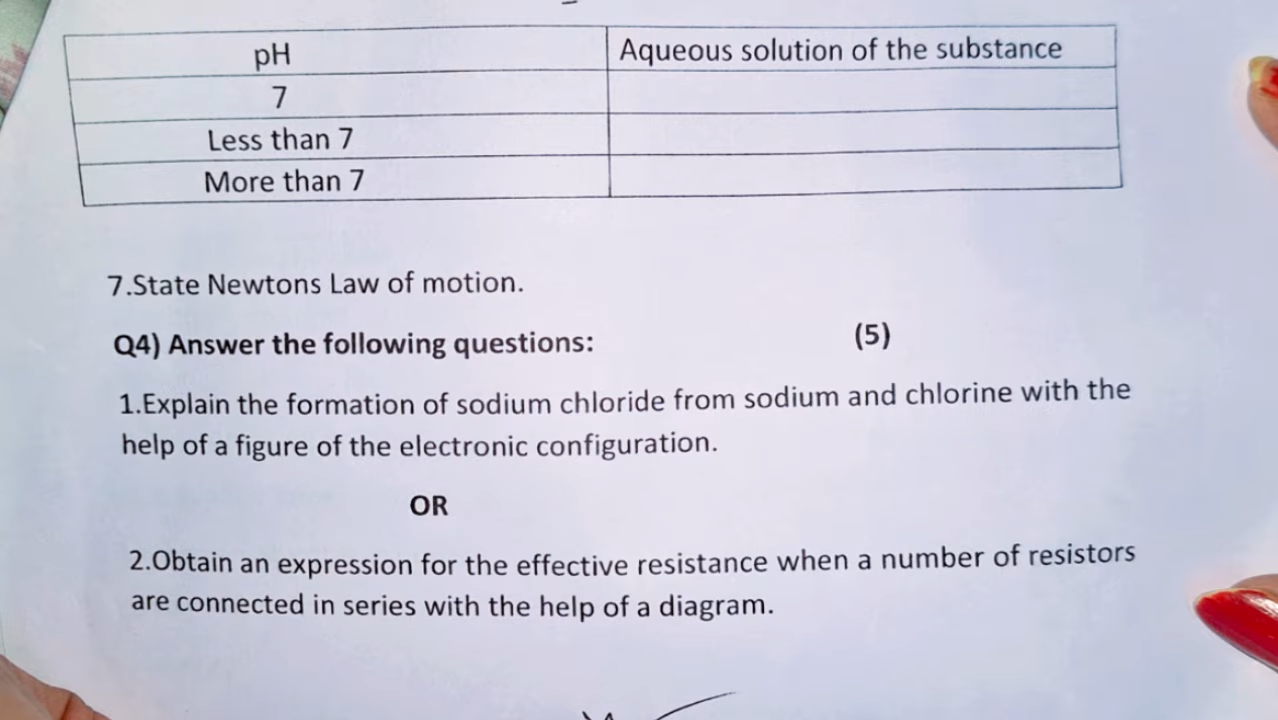 pH Aqueous solution of the substance
7
Less than 7
More than 7
7.State Newtons Law of motion.
Q4) Answer the following questions: (5)
1.Explain the formation of sodium chloride from sodium and chlorine with the
help of a figure of the electronic configuration.
OR
2.Obtain an expression for the effective resistance when a number of resistors
are connected in series with the help of a diagram.